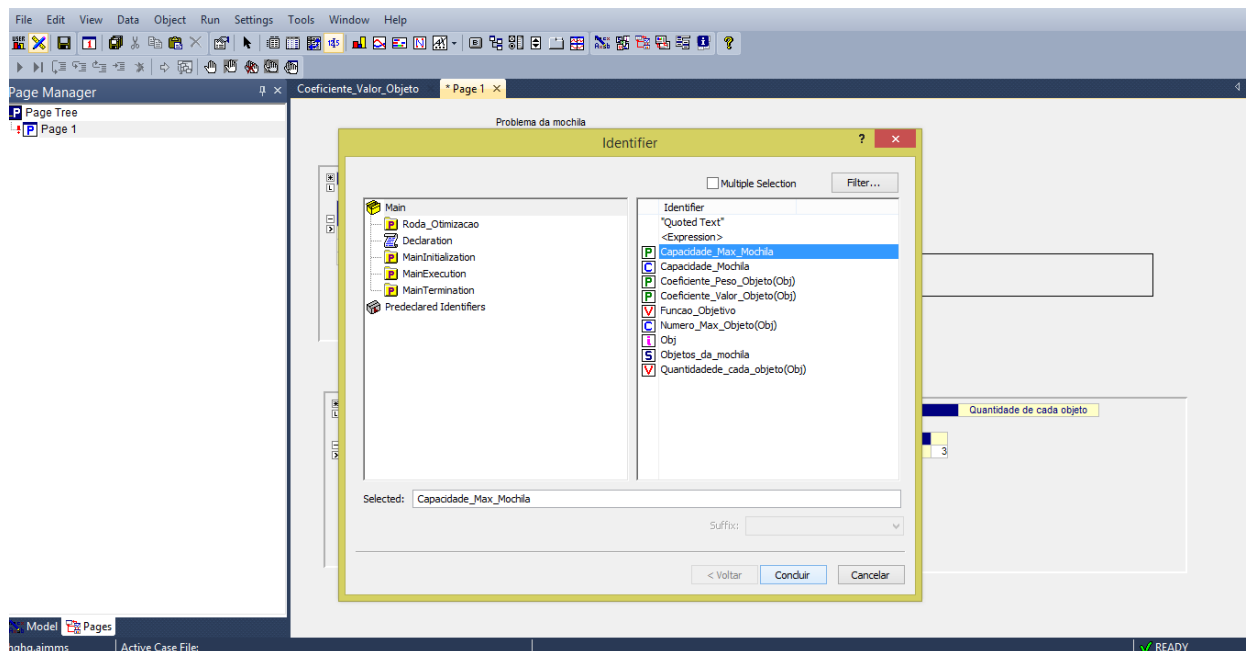 File Edit View Data Object Run Settings Tools Window Help
Page Manager
Coeficiente_Valor_Objeto * Page 1
Page Tree
Page 1
Problema da mochila
Identifier
Multiple Selection Filter...
Main
Roda_Otimizacao
Declaration
MainInitialization
MainExecution
MainTermination
Predeclared Identifiers
Identifier
"Quoted Text"
<Expression>
Capacidade_Max_Mochila
Capacidade_Mochila
Coeficiente_Peso_Objeto(Obj)
Coeficiente_Valor_Objeto(Obj)
Funcao_Objetivo
Numero_Max_Objeto(Obj)
Obj
Objetos_da_mochila
Quantidadede_cada_objeto(Obj)
Quantidade de cada objeto
3
Selected: Capacidade_Max_Mochila
Suffix:
< Voltar Concluir Cancelar
Model Pages
Active Case File:
READY